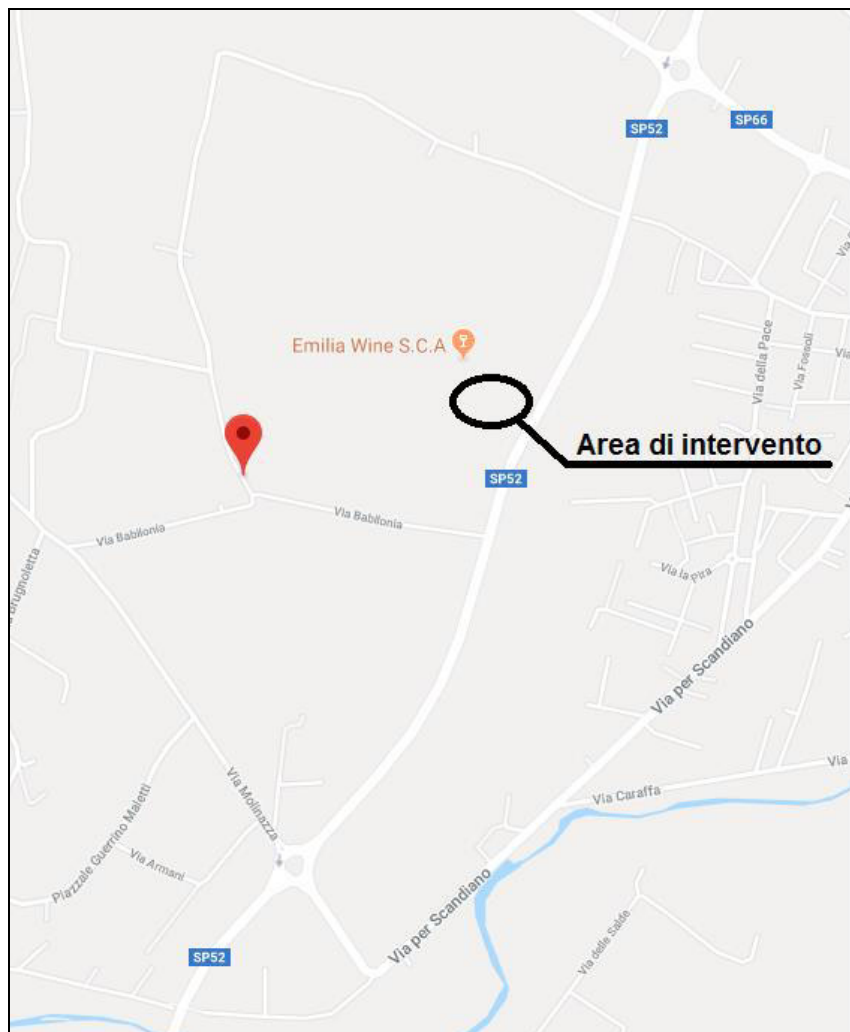 SP66
SP52
Via della Pace
Via Fossoli
Emilia Wine S.C.A
Area di intervento
SP52
Via Babilonia
Via Babilonia
Via la Pira
Via per Scandiano
Via Molinazza
Via Caraffa
Via
Piazzale Guerrino Maletti
Via Armani
Via per Scandiano
Via delle Salde
SP52